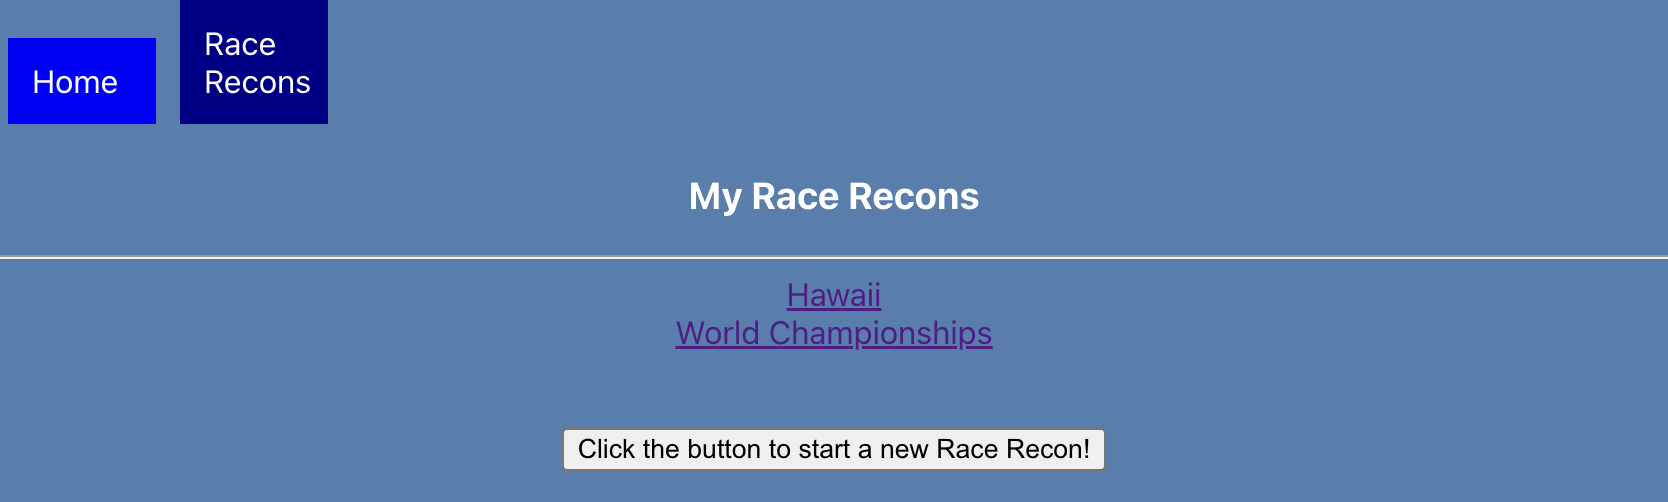 Home
Race
Recons
My Race Recons
Hawaii
World Championships
Click the button to start a new Race Recon!